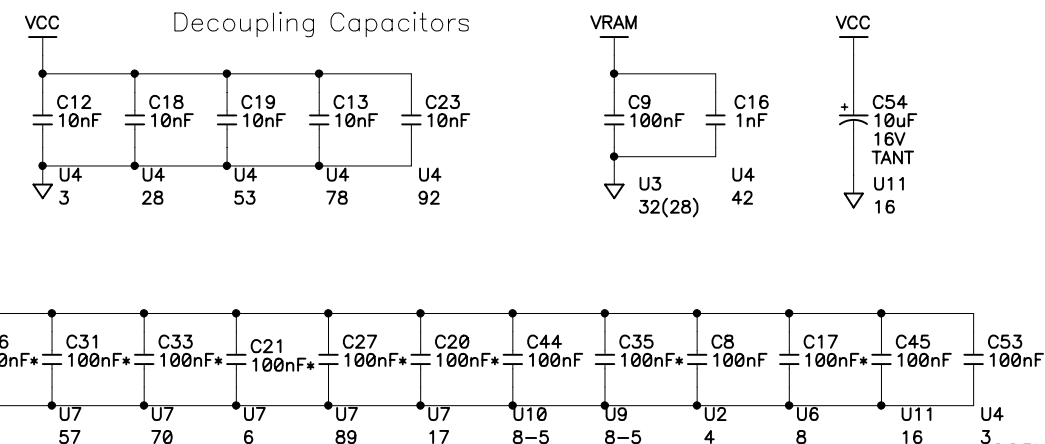 Decoupling Capacitors
VCC
C12
10nF
U4
3
C18
10nF
U4
28
C19
10nF
U4
53
C13
10nF
U4
78
C23
10nF
U4
92
VRAM
C9
100nF
U3
32(28)
C16
1nF
U4
42
VCC
+
C54
10uF
16V
TANT
U11
16
C31
100nF*
U7
57
C33
100nF*
U7
70
C21
100nF*
U7
6
C27
100nF*
U7
89
C20
100nF*
U7
17
C44
100nF
U10
8-5
C35
100nF*
U9
8-5
C8
100nF
U2
4
C17
100nF*
U6
8
C45
100nF
U11
16
C53
100nF
U4
3